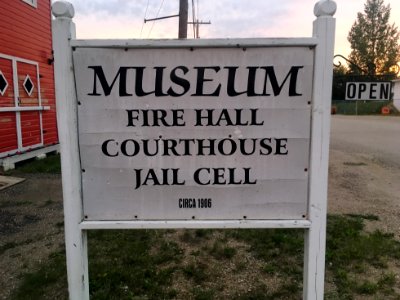 MUSEUM
FIRE HALL
COURTHOUSE
JAIL CELL
CIRCA 1906
OPEN